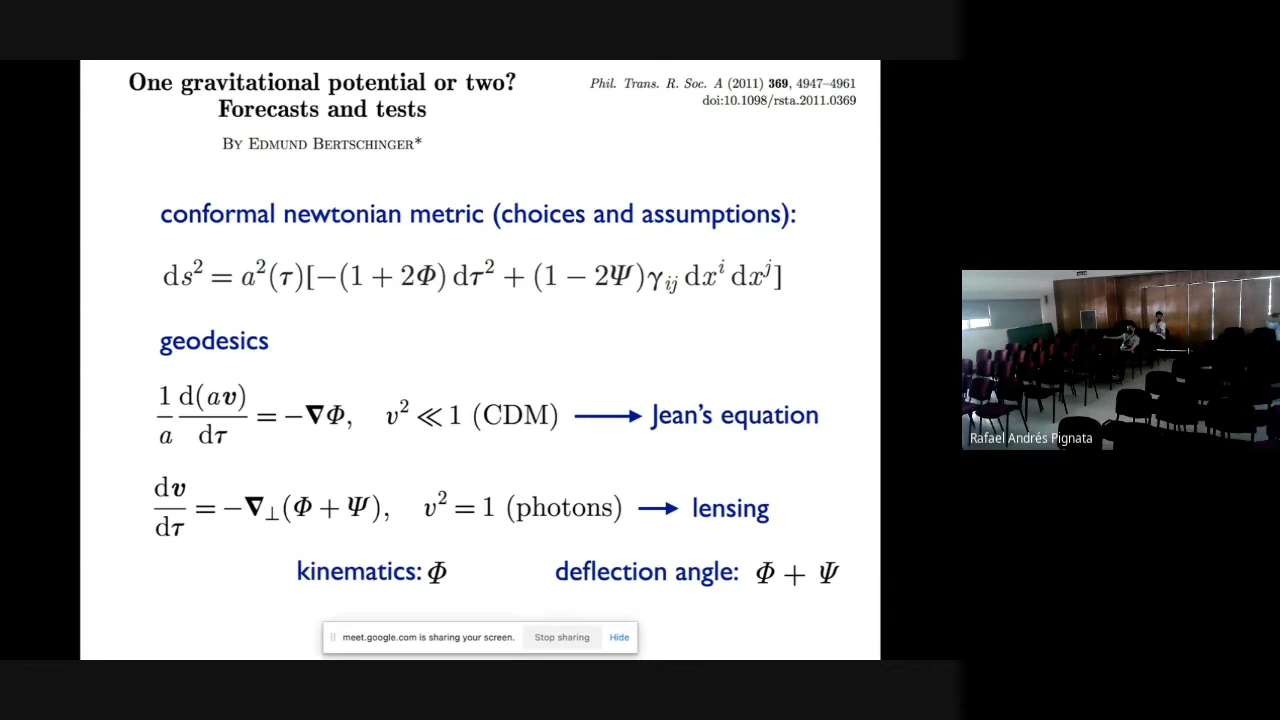 One gravitational potential or two?
Forecasts and tests
BY EDMUND BERTSCHINGER*
Phil. Trans. R. Soc. A (2011) 369, 4947–4961
doi:10.1098/rsta.2011.0369
conformal newtonian metric (choices and assumptions):
ds² = a²(τ)[−(1 + 2Φ) dτ² + (1 − 2Ψ)γᵢⱼ dxⁱ dxʲ]
geodesics
1/a d(av)/dτ = −∇Φ, v² ≪ 1 (CDM) ⟶ Jean's equation
dv/dτ = −∇⊥(Φ + Ψ), v² = 1 (photons) ⟶ lensing
kinematics: Φ deflection angle: Φ + Ψ
meet.google.com is sharing your screen. Stop sharing Hide
Rafael Andrés Pignata